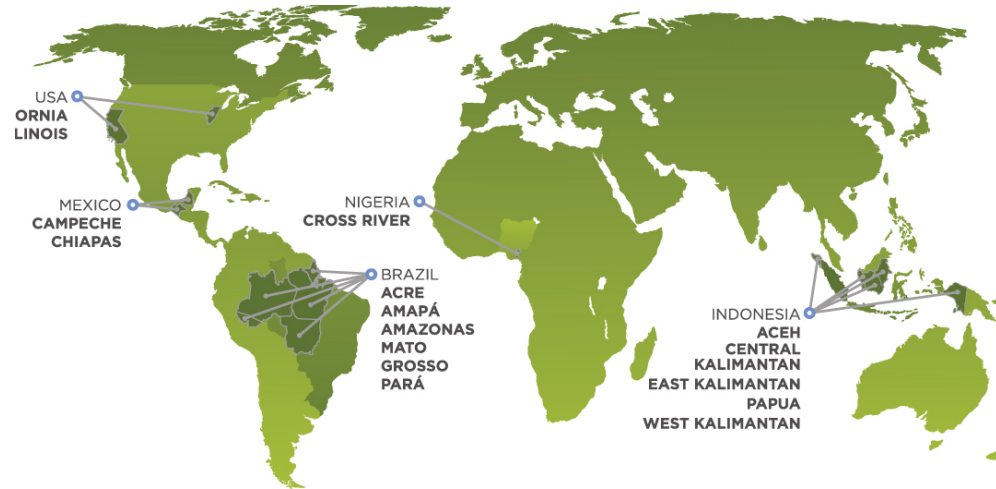 USA
ORNIA
LINOIS
MEXICO
CAMPECHE
CHIAPAS
NIGERIA
CROSS RIVER
BRAZIL
ACRE
AMAPÁ
AMAZONAS
MATO
GROSSO
PARÁ
INDONESIA
ACEH
CENTRAL
KALIMANTAN
EAST KALIMANTAN
PAPUA
WEST KALIMANTAN